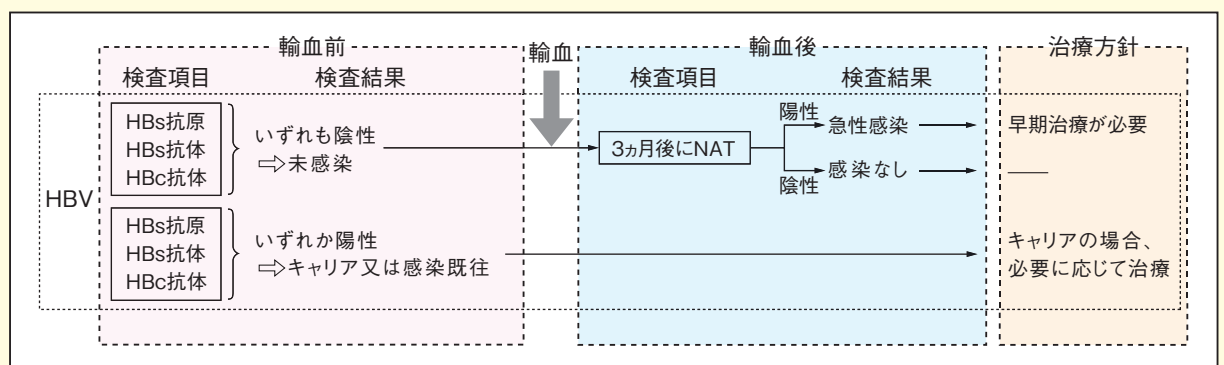 輸血前
輸血
輸血後
治療方針
検査項目
検査結果
検査項目
検査結果
HBV
HBs抗原
HBs抗体
HBc抗体
いずれも陰性
⇨未感染
3ヵ月後にNAT
陽性
急性感染
早期治療が必要
陰性
感染なし
——
HBs抗原
HBs抗体
HBc抗体
いずれか陽性
⇨キャリア又は感染既往
キャリアの場合、
必要に応じて治療